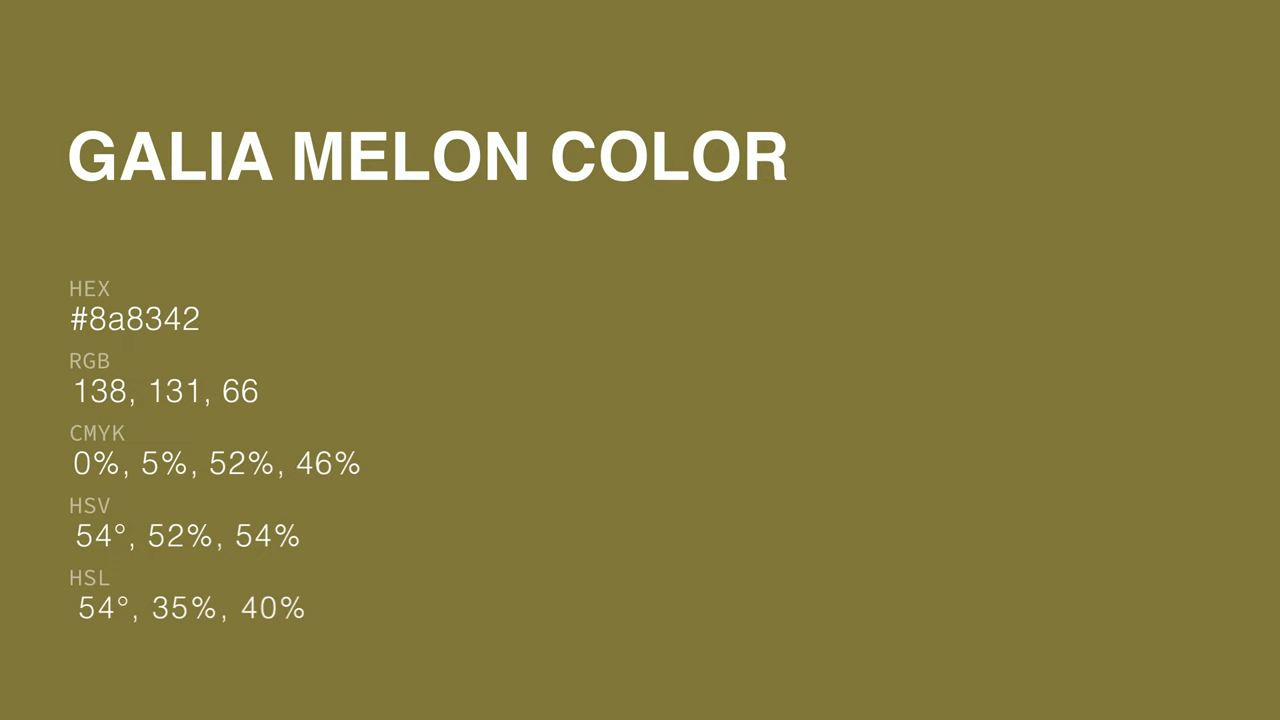 GALIA MELON COLOR
HEX
#8a8342
RGB
138, 131, 66
CMYK
0%, 5%, 52%, 46%
HSV
54°, 52%, 54%
HSL
54°, 35%, 40%